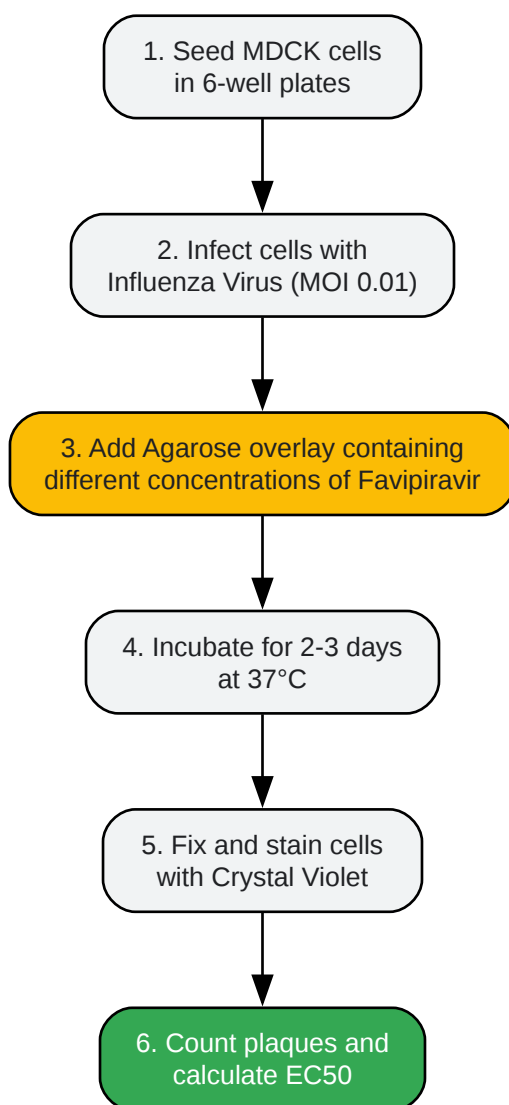 1. Seed MDCK cells
in 6-well plates
2. Infect cells with
Influenza Virus (MOI 0.01)
3. Add Agarose overlay containing
different concentrations of Favipiravir
4. Incubate for 2-3 days
at 37°C
5. Fix and stain cells
with Crystal Violet
6. Count plaques and
calculate EC50